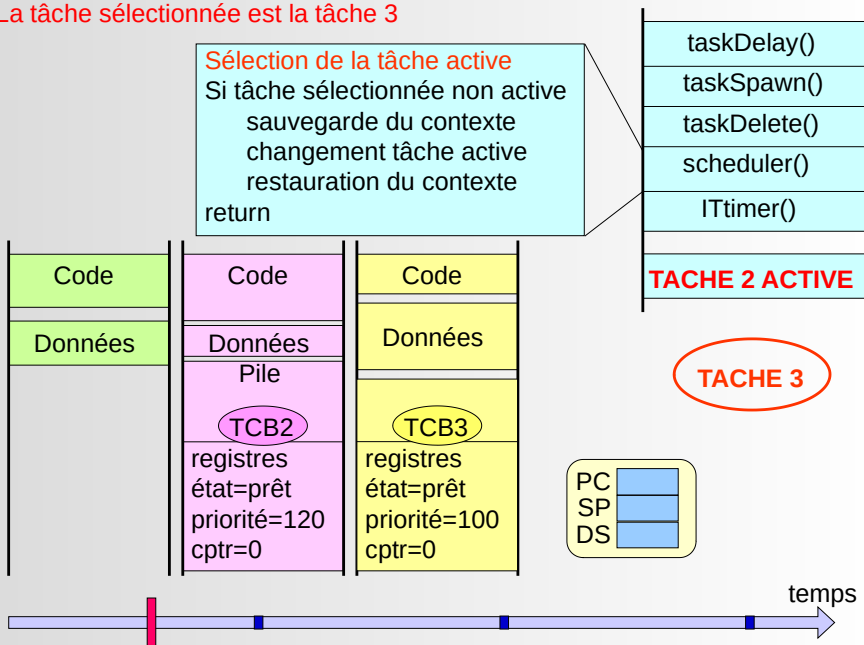 La tâche sélectionnée est la tâche 3
Sélection de la tâche active
Si tâche sélectionnée non active
sauvegarde du contexte
changement tâche active
restauration du contexte
return
taskDelay()
taskSpawn()
taskDelete()
scheduler()
ITtimer()
TACHE 2 ACTIVE
TACHE 3
Code
Données
Code
Données
Pile
TCB2
registres
état=prêt
priorité=120
cptr=0
Code
Données
TCB3
registres
état=prêt
priorité=100
cptr=0
PC
SP
DS
temps